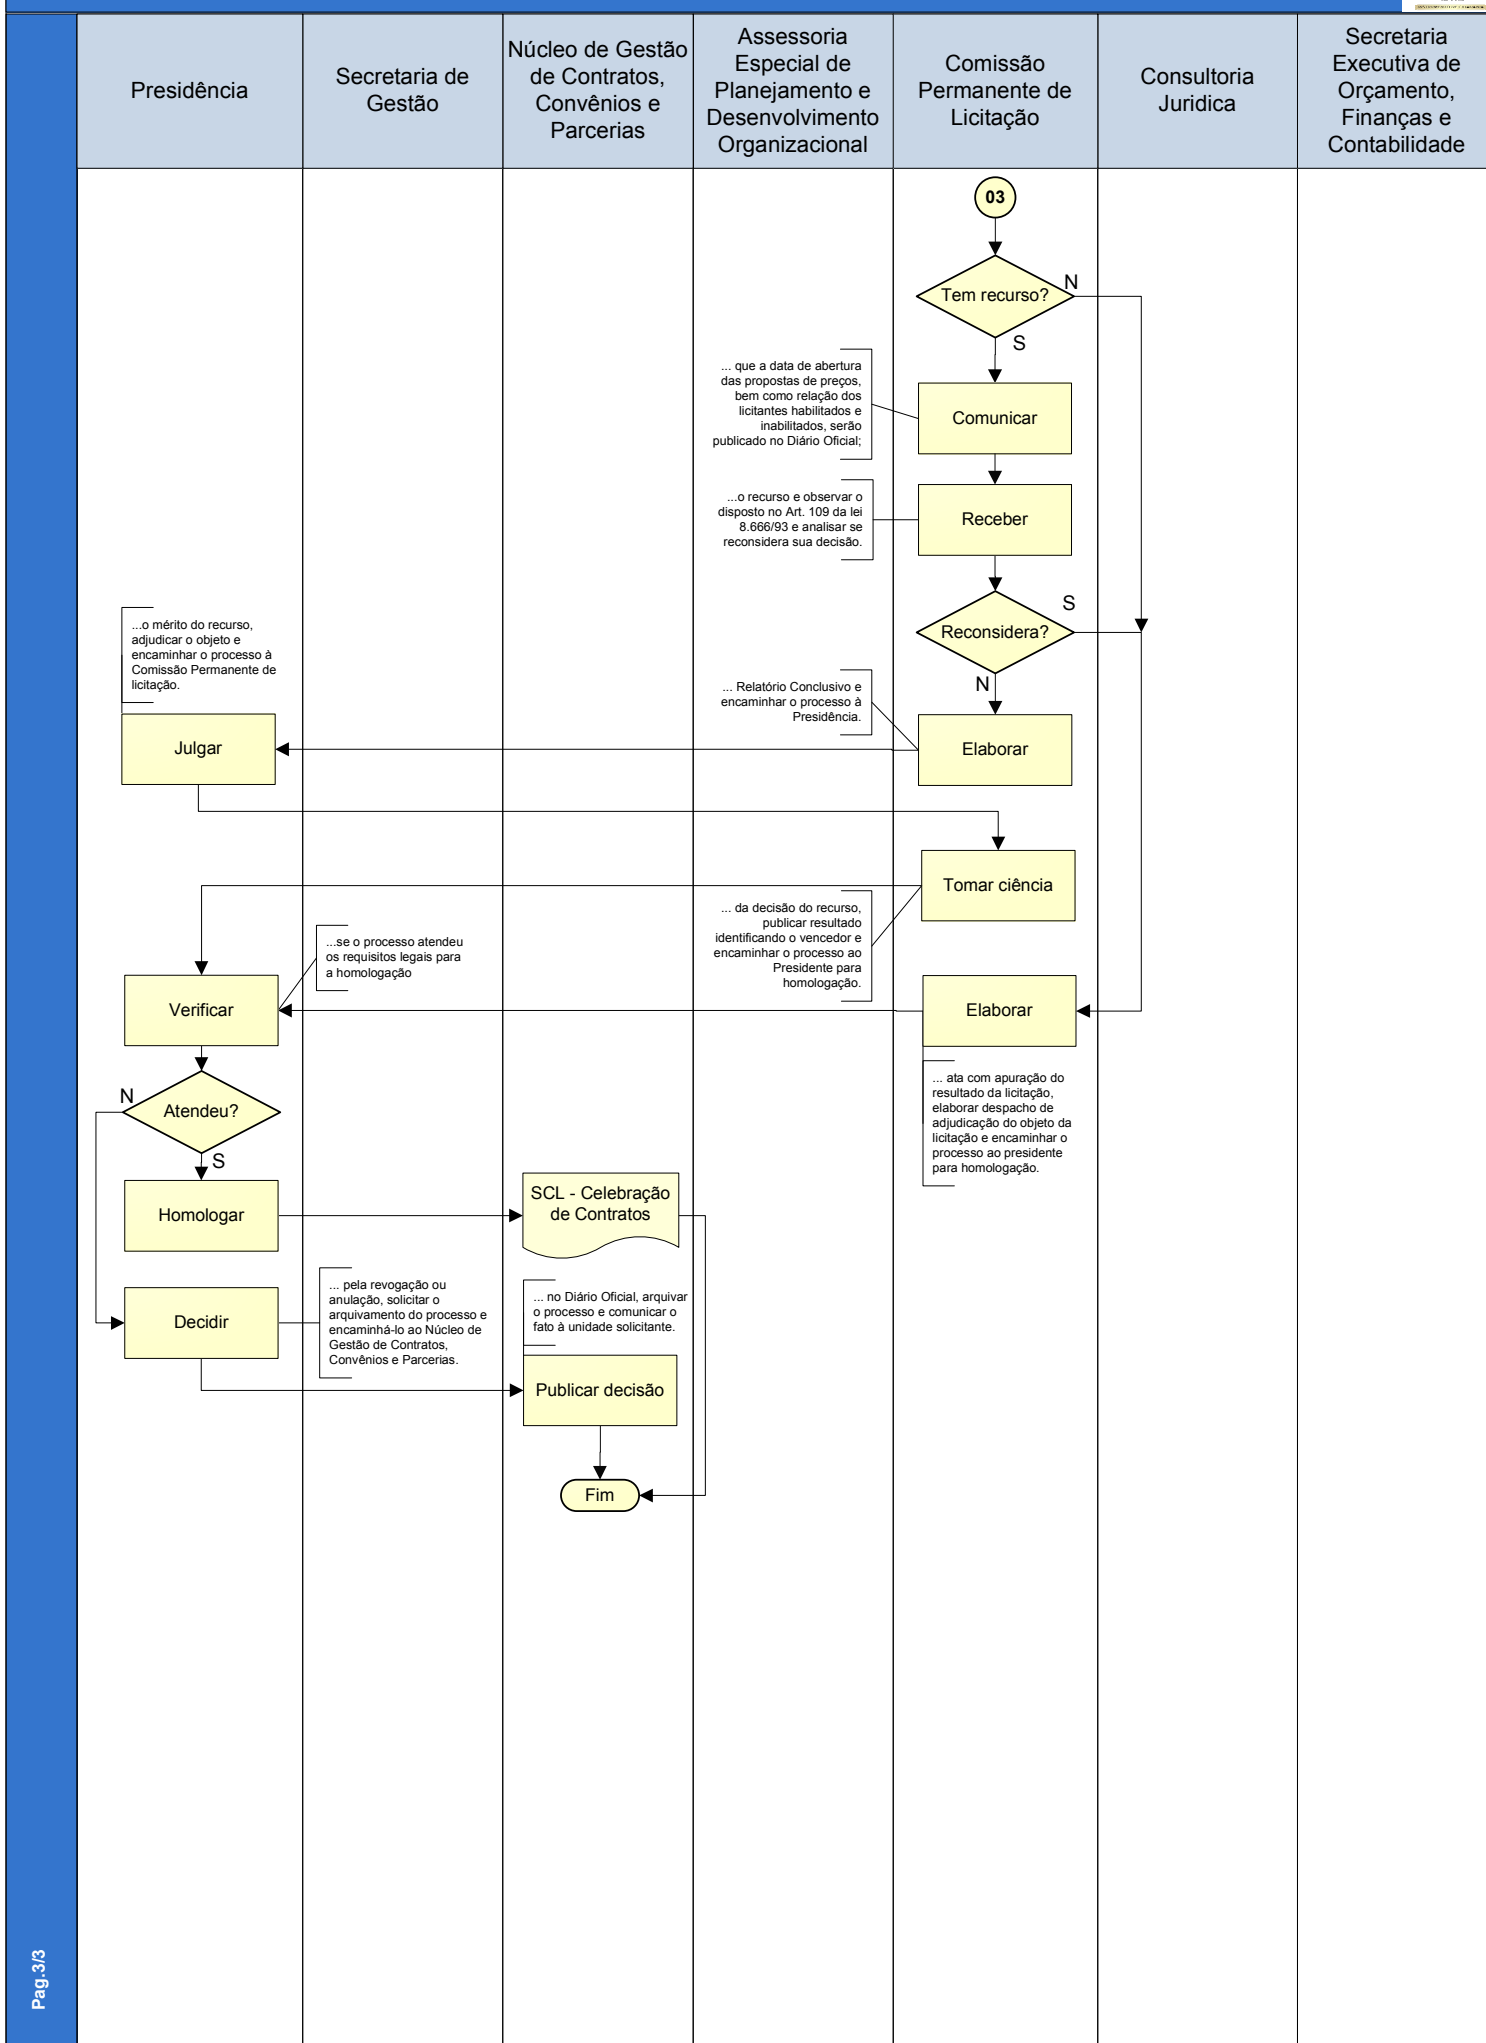 Presidência
Secretaria de
Gestão
Núcleo de Gestão
de Contratos,
Convênios e
Parcerias
Assessoria
Especial de
Planejamento e
Desenvolvimento
Organizacional
Comissão
Permanente de
Licitação
Consultoria
Juridica
Secretaria
Executiva de
Orçamento,
Finanças e
Contabilidade
03
Tem recurso?
N
S
... que a data de abertura
das propostas de preços,
bem como relação dos
licitantes habilitados e
inabilitados, serão
publicado no Diário Oficial;
Comunicar
...o recurso e observar o
disposto no Art. 109 da lei
8.666/93 e analisar se
reconsidera sua decisão.
Receber
Reconsidera?
S
N
...o mérito do recurso,
adjudicar o objeto e
encaminhar o processo à
Comissão Permanente de
licitação.
... Relatório Conclusivo e
encaminhar o processo à
Presidência.
Julgar
Elaborar
Tomar ciência
... da decisão do recurso,
publicar resultado
identificando o vencedor e
encaminhar o processo ao
Presidente para
homologação.
...se o processo atendeu
os requisitos legais para
a homologação
Verificar
Elaborar
... ata com apuração do
resultado da licitação,
elaborar despacho de
adjudicação do objeto da
licitação e encaminhar o
processo ao presidente
para homologação.
N
Atendeu?
S
Homologar
SCL - Celebração
de Contratos
... pela revogação ou
anulação, solicitar o
arquivamento do processo e
encaminhá-lo ao Núcleo de
Gestão de Contratos,
Convênios e Parcerias.
... no Diário Oficial, arquivar
o processo e comunicar o
fato à unidade solicitante.
Decidir
Publicar decisão
Fim
Pag.3/3